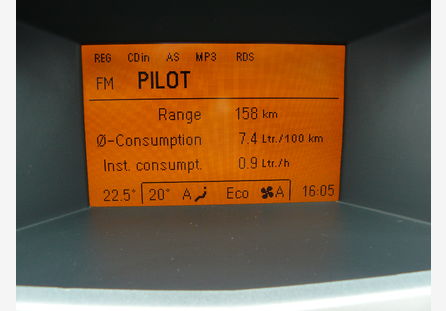 REG CDin AS MP3 RDS
FM PILOT
Range 158 km
Ø-Consumption 7.4 Ltr./100 km
Inst. consumpt. 0.9 Ltr./h
22.5° 20° A Eco A 16:05